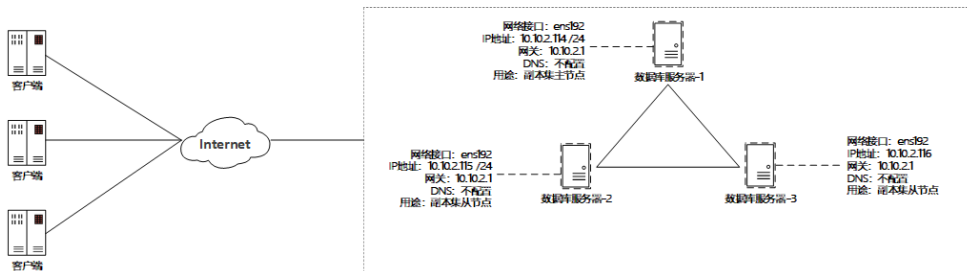 客户端
客户端
客户端
Internet
网络接口：ens192
IP地址：10.10.2.114 /24
网关：10.10.2.1
DNS：不配置
用途：副本集主节点
数据库服务器-1
网络接口：ens192
IP地址：10.10.2.115 /24
网关：10.10.2.1
DNS：不配置
用途：副本集从节点
数据库服务器-2
网络接口：ens192
IP地址：10.10.2.116
网关：10.10.2.1
DNS：不配置
用途：副本集从节点
数据库服务器-3